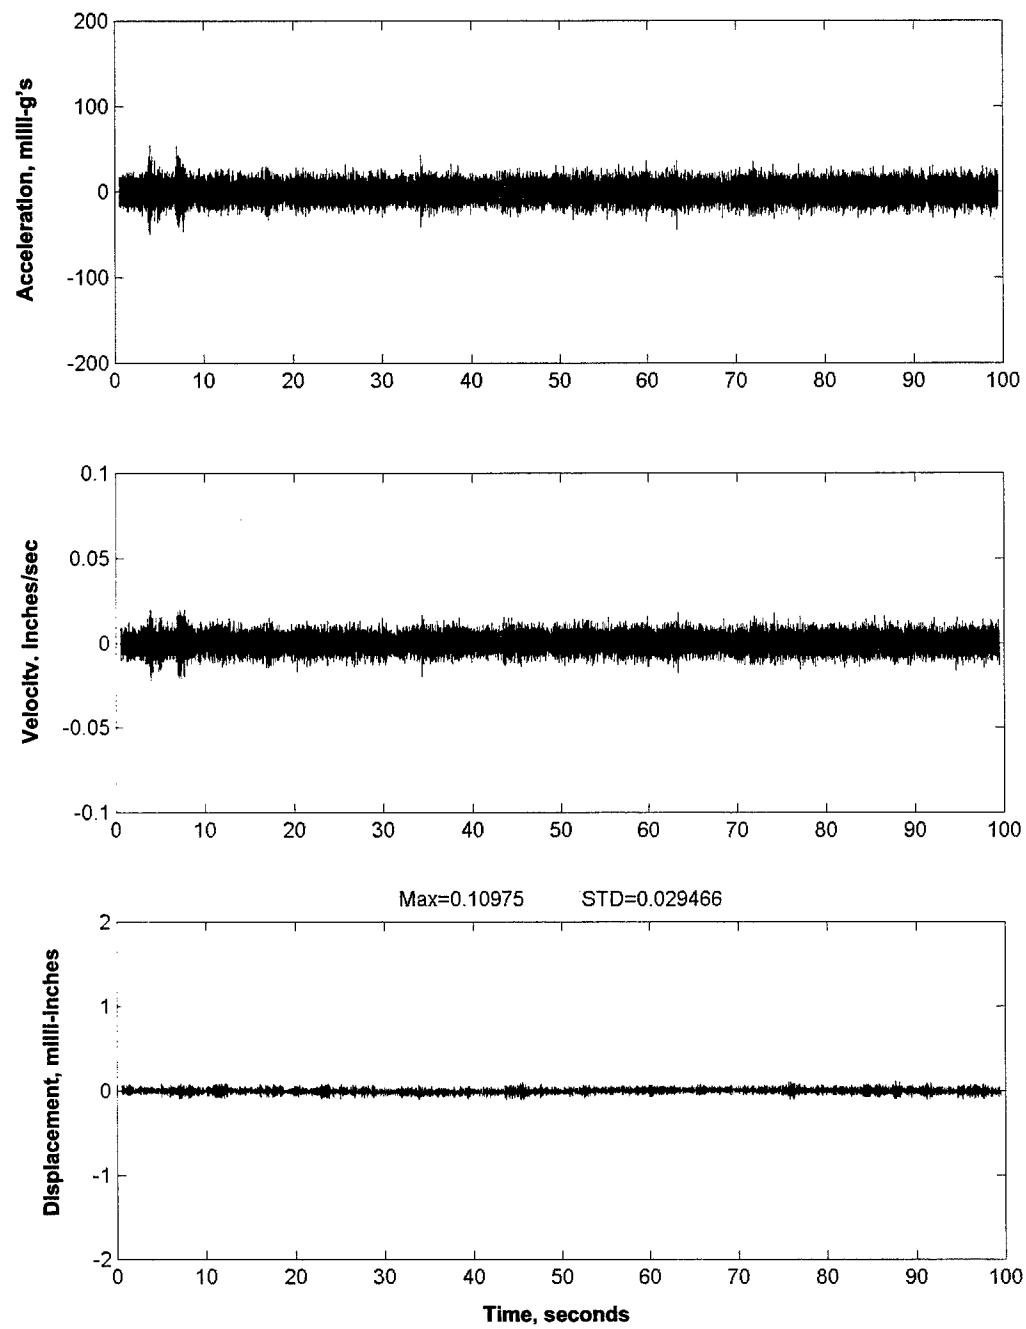 Acceleration, milli-g's
200
100
0
-100
-200
0 10 20 30 40 50 60 70 80 90 100
Velocity. inches/sec
0.1
0.05
0
-0.05
-0.1
0 10 20 30 40 50 60 70 80 90 100
Max=0.10975 STD=0.029466
Displacement, milli-inches
2
1
0
-1
-2
0 10 20 30 40 50 60 70 80 90 100
Time, seconds